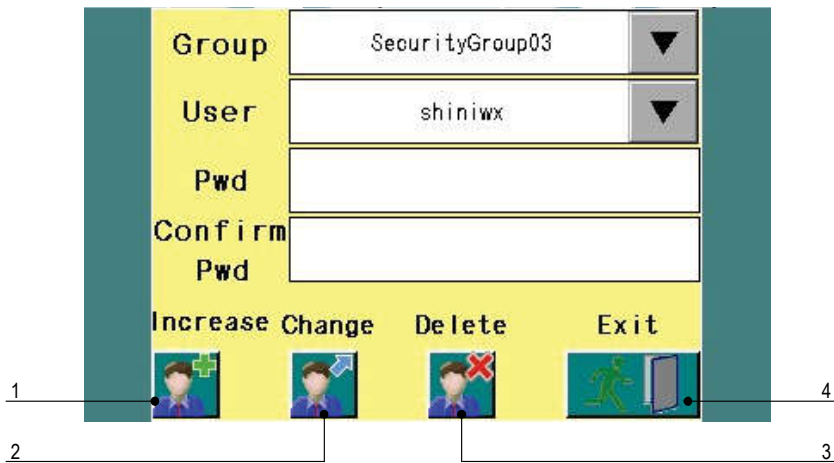 Group SecurityGroup03 ▼
User shiniwx ▼
Pwd
Confirm
Pwd
Increase Change Delete Exit
1 4
2 3